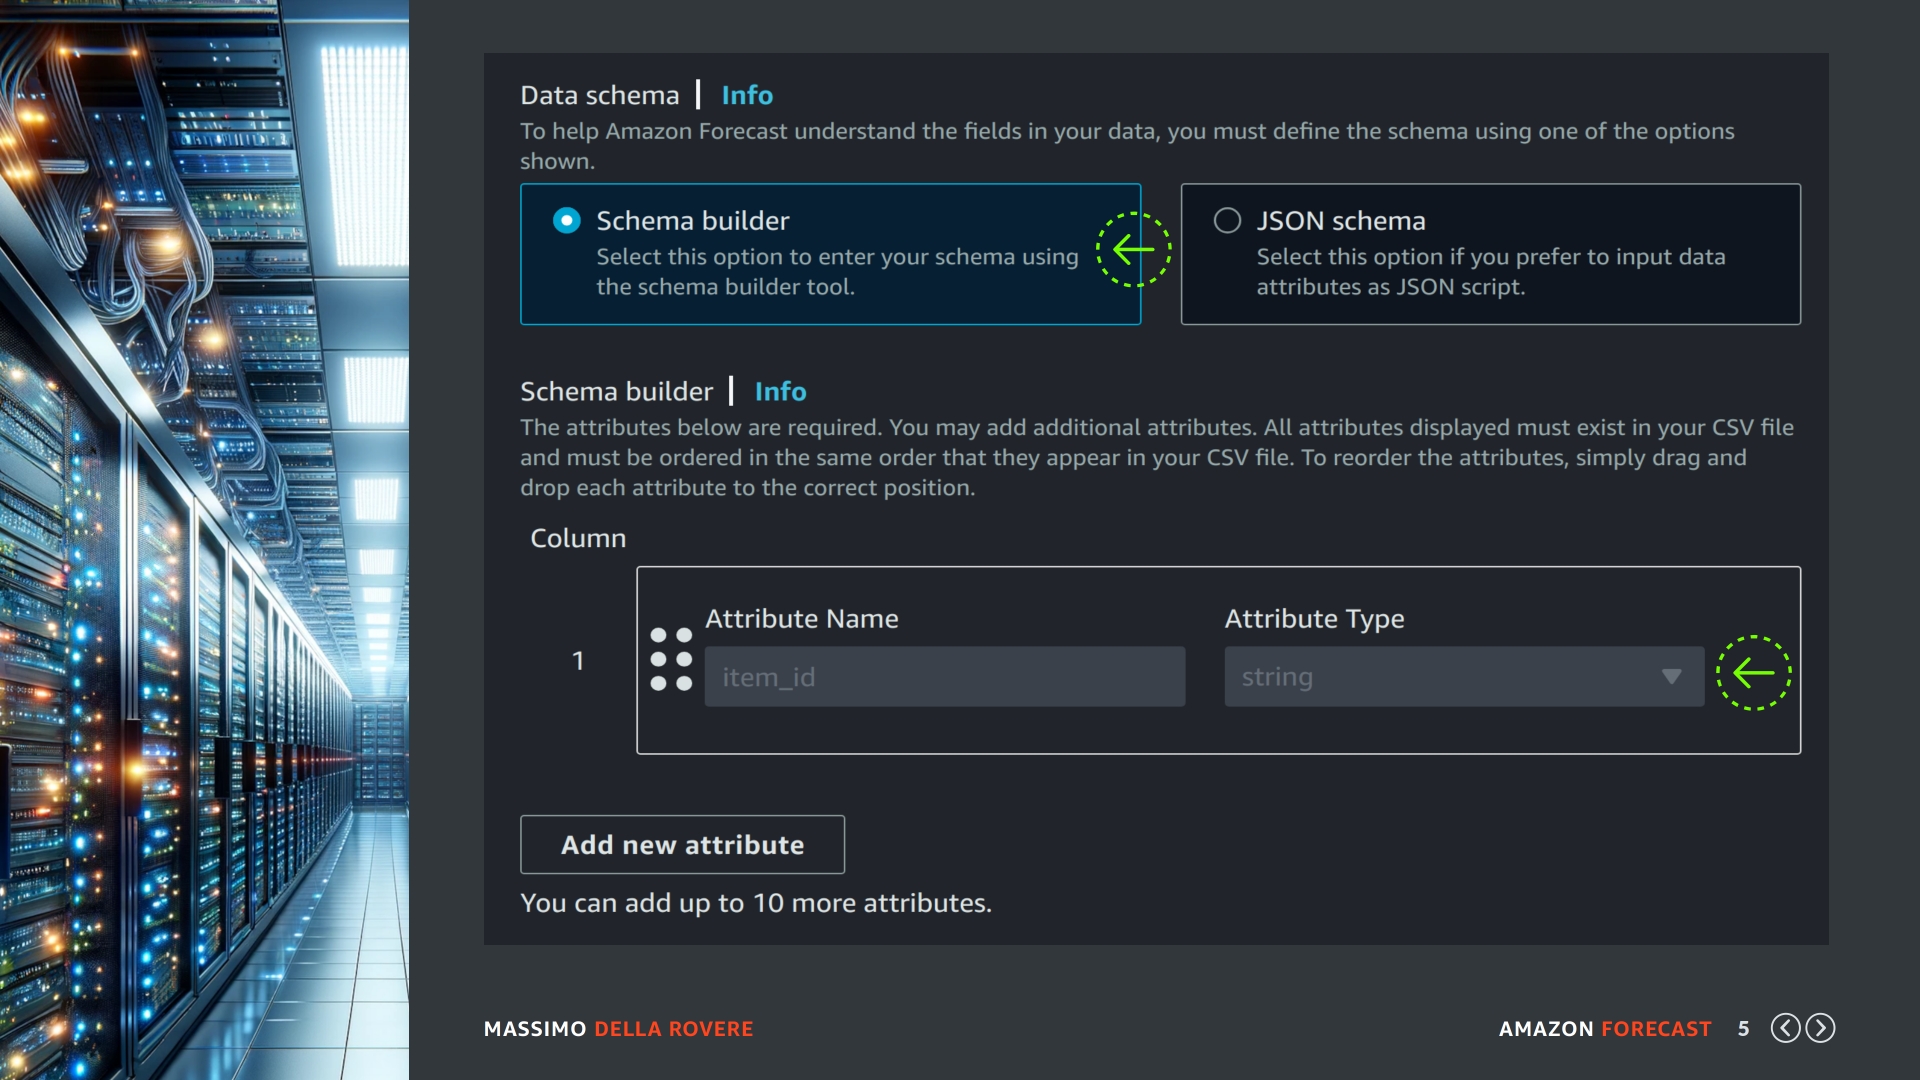 Data schema | Info
To help Amazon Forecast understand the fields in your data, you must define the schema using one of the options
shown.
Schema builder
Select this option to enter your schema using
the schema builder tool.
JSON schema
Select this option if you prefer to input data
attributes as JSON script.
Schema builder | Info
The attributes below are required. You may add additional attributes. All attributes displayed must exist in your CSV file
and must be ordered in the same order that they appear in your CSV file. To reorder the attributes, simply drag and
drop each attribute to the correct position.
Column
1
Attribute Name
item_id
Attribute Type
string
Add new attribute
You can add up to 10 more attributes.
MASSIMO DELLA ROVERE
AMAZON FORECAST 5